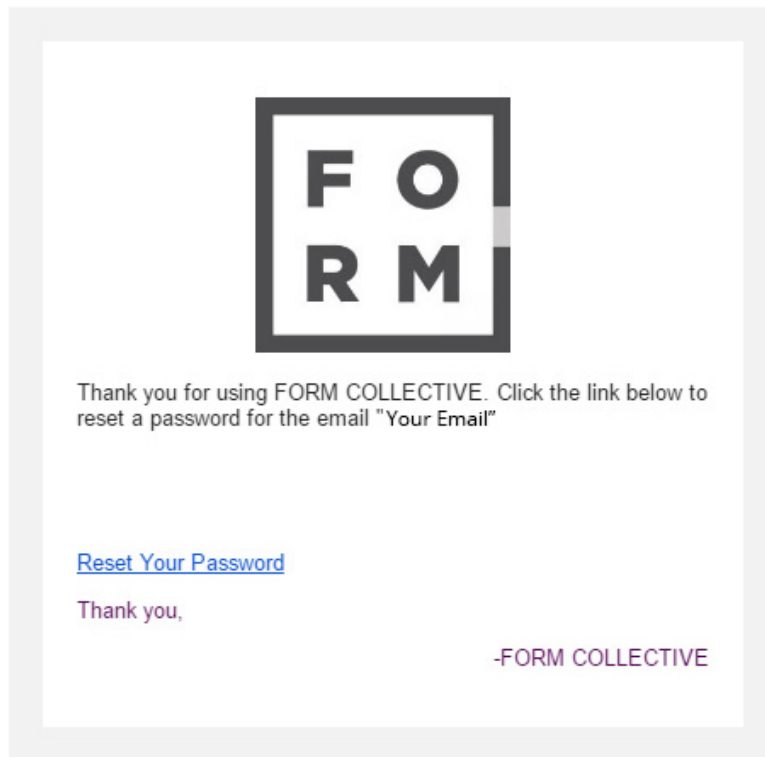 F O
R M
Thank you for using FORM COLLECTIVE. Click the link below to
reset a password for the email "Your Email”
Reset Your Password
Thank you,
-FORM COLLECTIVE